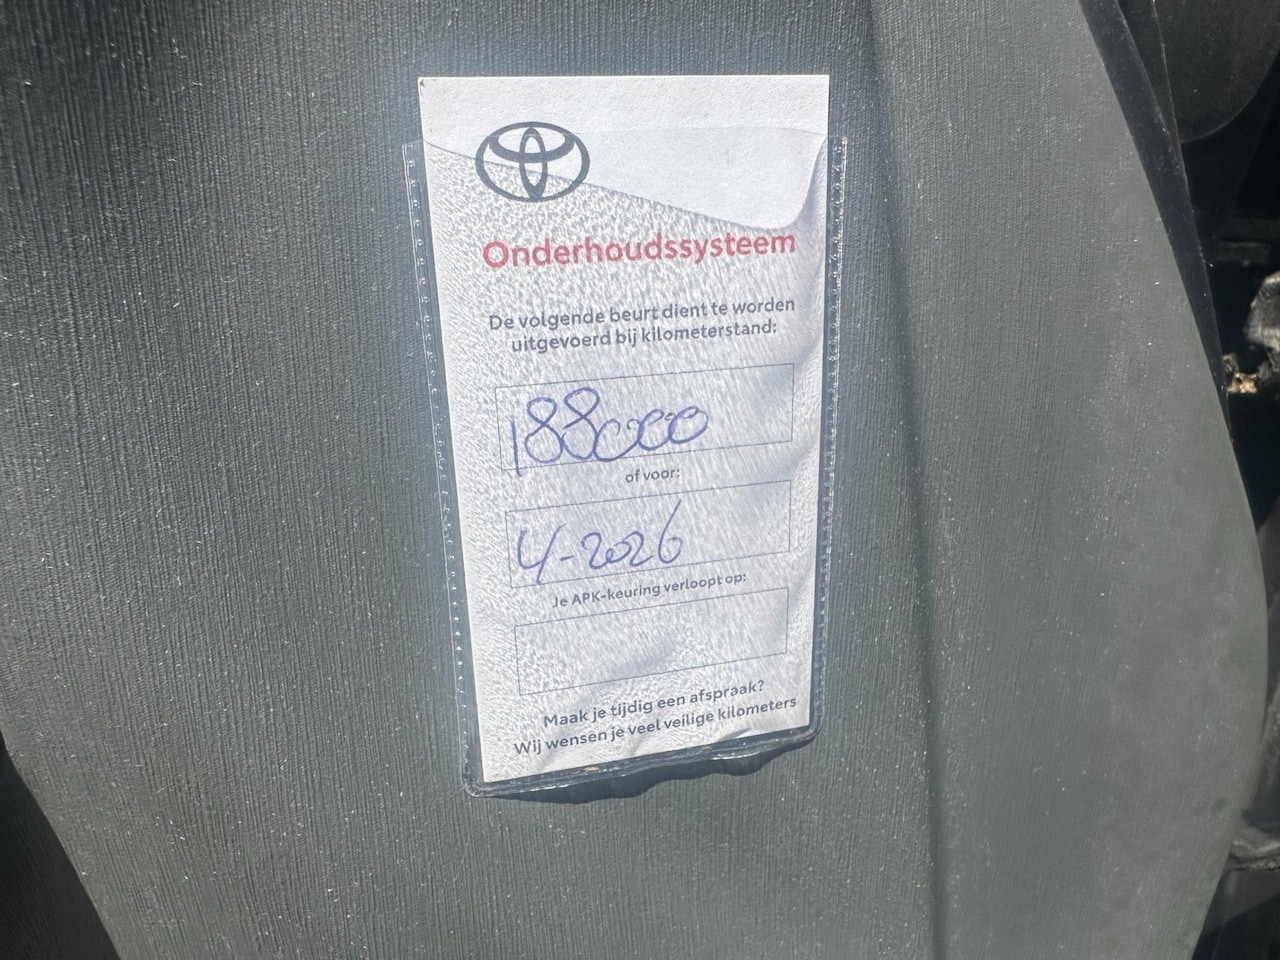 Onderhoudssysteem
De volgende beurt dient te worden
uitgevoerd bij kilometerstand:
188000
of voor:
4-2026
Je APK-keuring verloopt op:
Maak je tijdig een afspraak?
Wij wensen je veel veilige kilometers